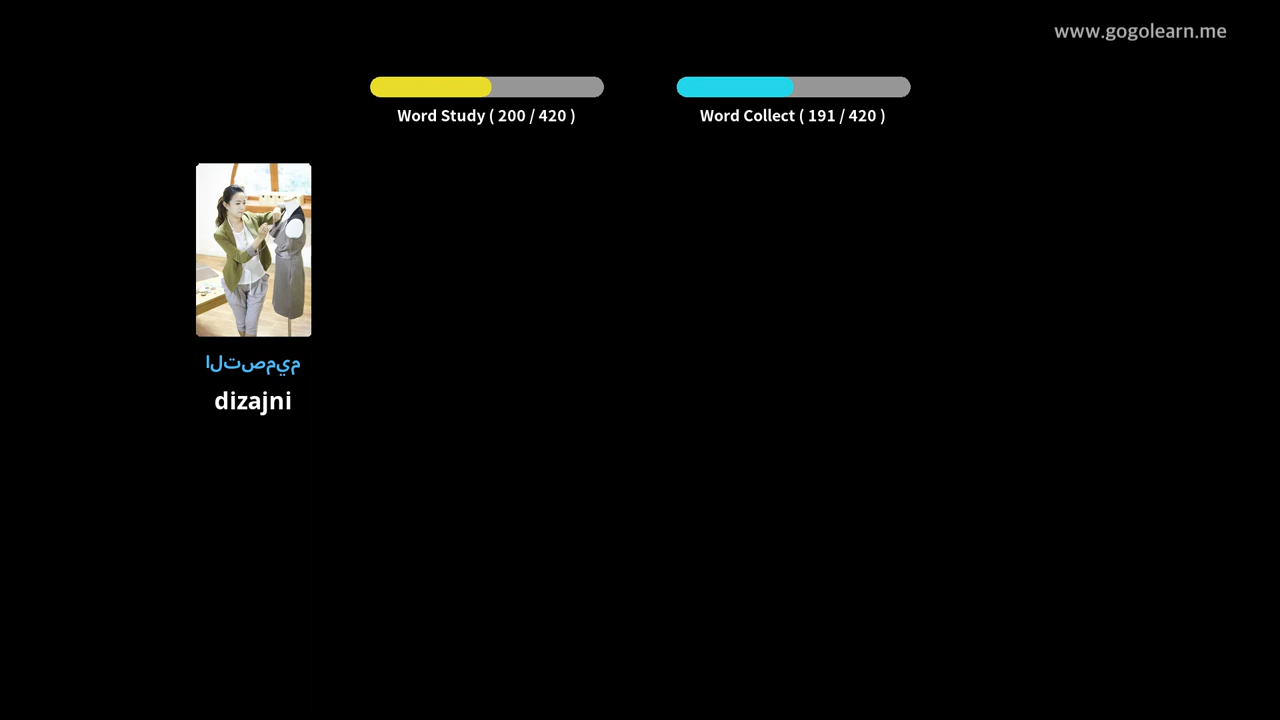 www.gogolearn.me
Word Study ( 200 / 420 )
Word Collect ( 191 / 420 )
التصميم
dizajni